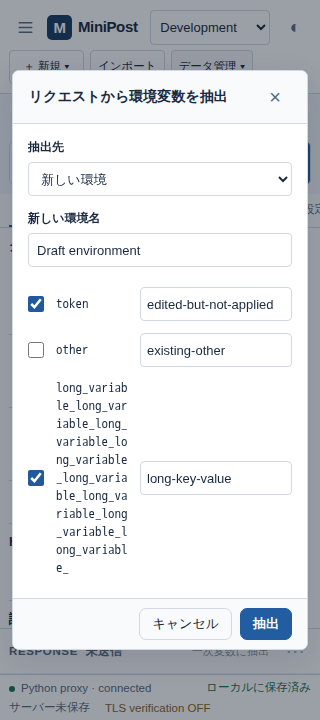 M MiniPost Development
＋ 新規 ▾ インポート データ管理 ▾
リクエストから環境変数を抽出 ×
抽出先
新しい環境
新しい環境名
Draft environment
token edited-but-not-applied
other existing-other
long_variab
le_long_var
iable_long_
variable_lo
ng_variable
_long_varia long-key-value
ble_long_va
riable_long
_variable_l
ong_variabl
e_
キャンセル 抽出
RESPONSE 未送信
Python proxy · connected ローカルに保存済み
サーバー未保存 TLS verification OFF